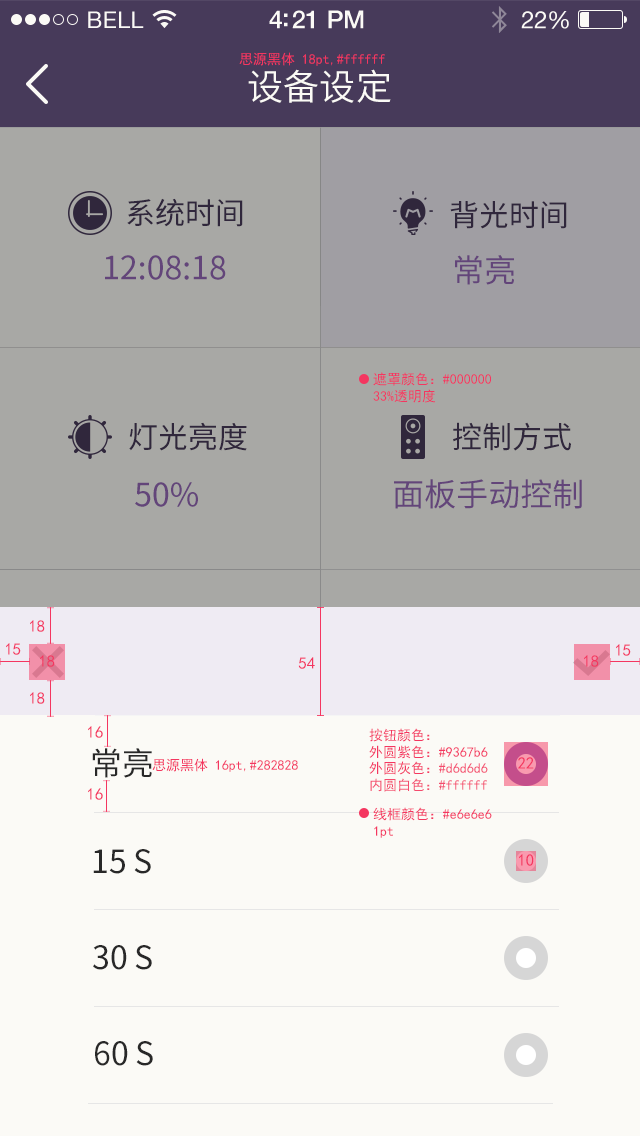 BELL 4:21 PM 22%
思源黑体 18pt,#ffffff
设备设定
系统时间 背光时间
12:08:18 常亮
遮罩颜色: #000000
33%透明度
灯光亮度 控制方式
50% 面板手动控制
18
15 18 54 18 15
18
16
按钮颜色:
外圆紫色: #9367b6
常亮 思源黑体 16pt,#282828 22
外圆灰色: #d6d6d6
内圆白色: #ffffff
16
线框颜色: #e6e6e6
1pt
15 S 10
30 S
60 S